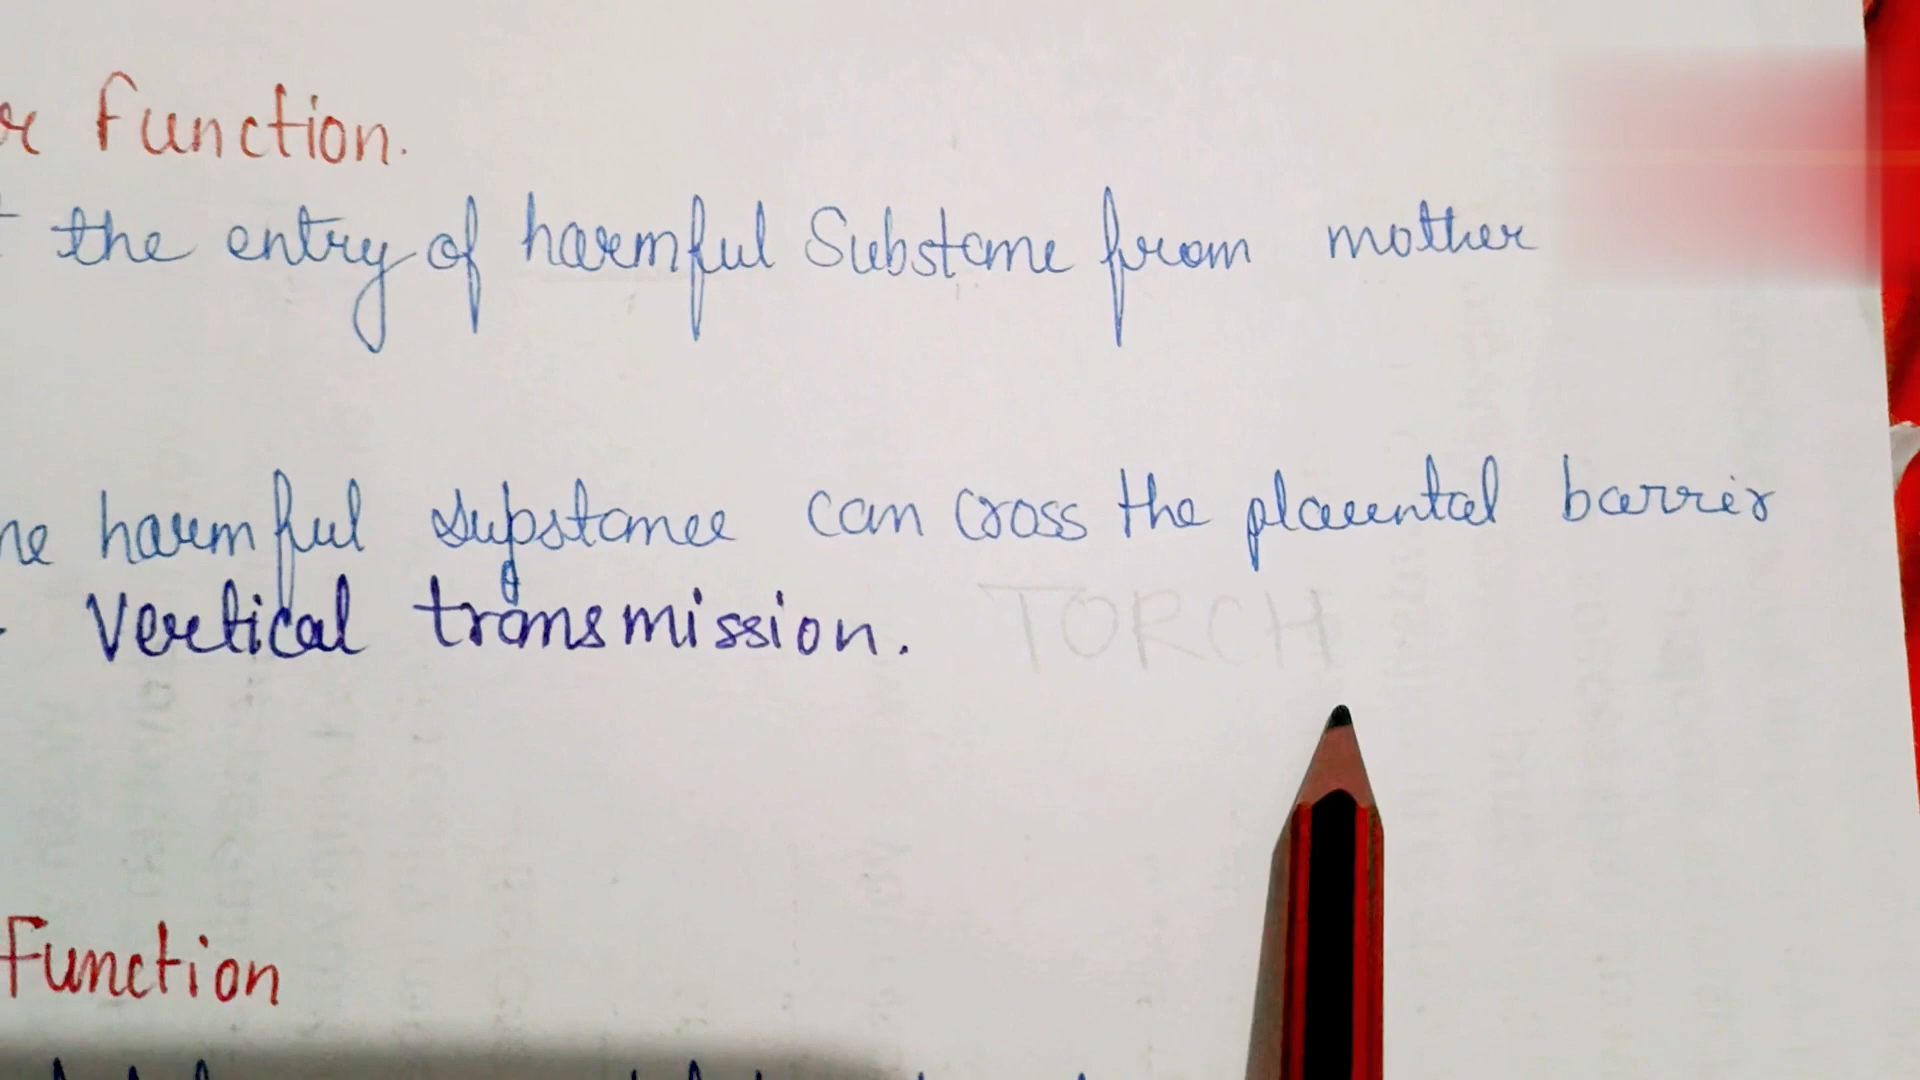 Function.
the entry of harmful Substance from mother
harmful substance can cross the placental barrier
Vertical transmission. TORCH
Function